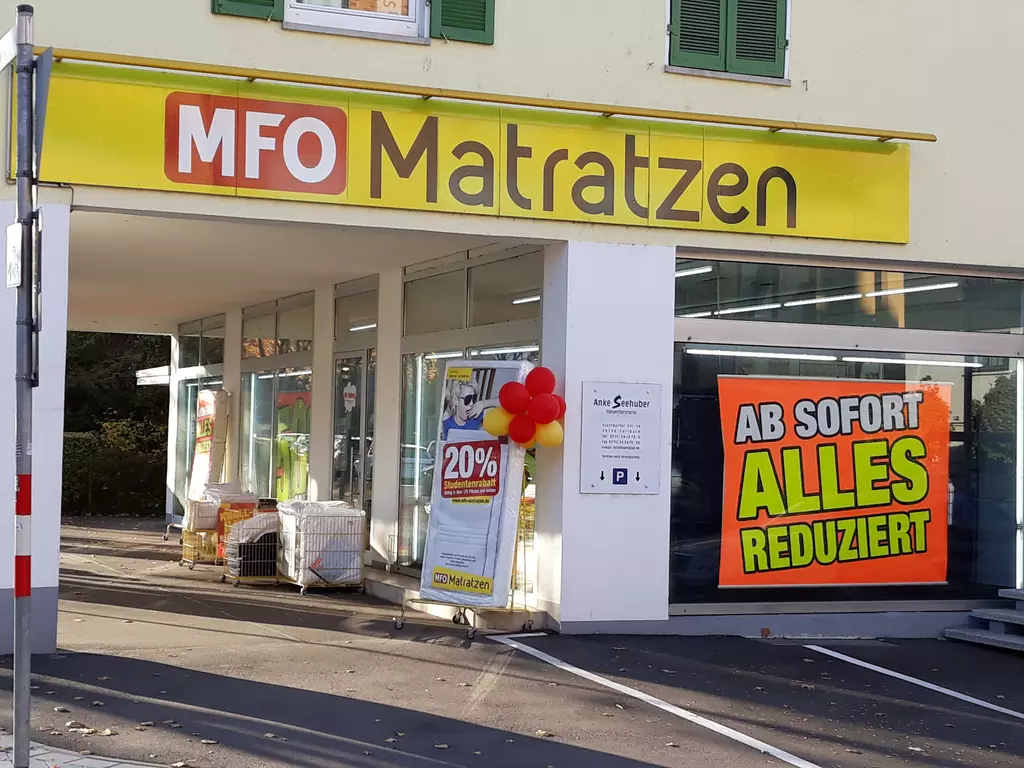 MFO Matratzen
20%
Studentenrabatt
MFO Matratzen
Anke Seehuber
P
AB SOFORT
ALLES
REDUZIERT